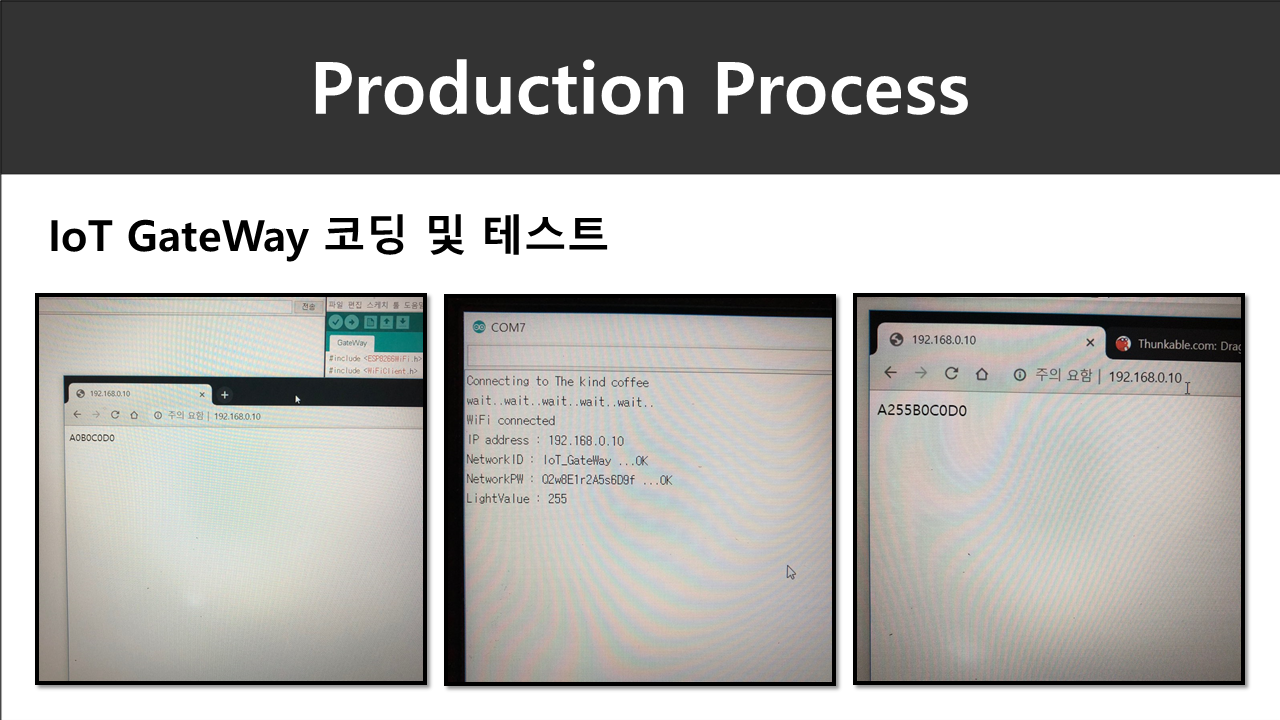 Production Process
IoT GateWay 코딩 및 테스트
전송
파일 편집 스케치 툴 도움말
GateWay
#include <ESP8266WiFi.h>
#include <WiFiClient.h>
192.168.0.10
주의 요함 | 192.168.0.10
A0B0C0D0
COM7
Connecting to The kind coffee
wait..wait..wait..wait..wait..
WiFi connected
IP address : 192.168.0.10
NetworkID : IoT_GateWay ...OK
NetworkPW : Q2w8E1r2A5s6D9f ...OK
LightValue : 255
192.168.0.10
Thunkable.com: Drag
주의 요함 | 192.168.0.10
A255B0C0D0